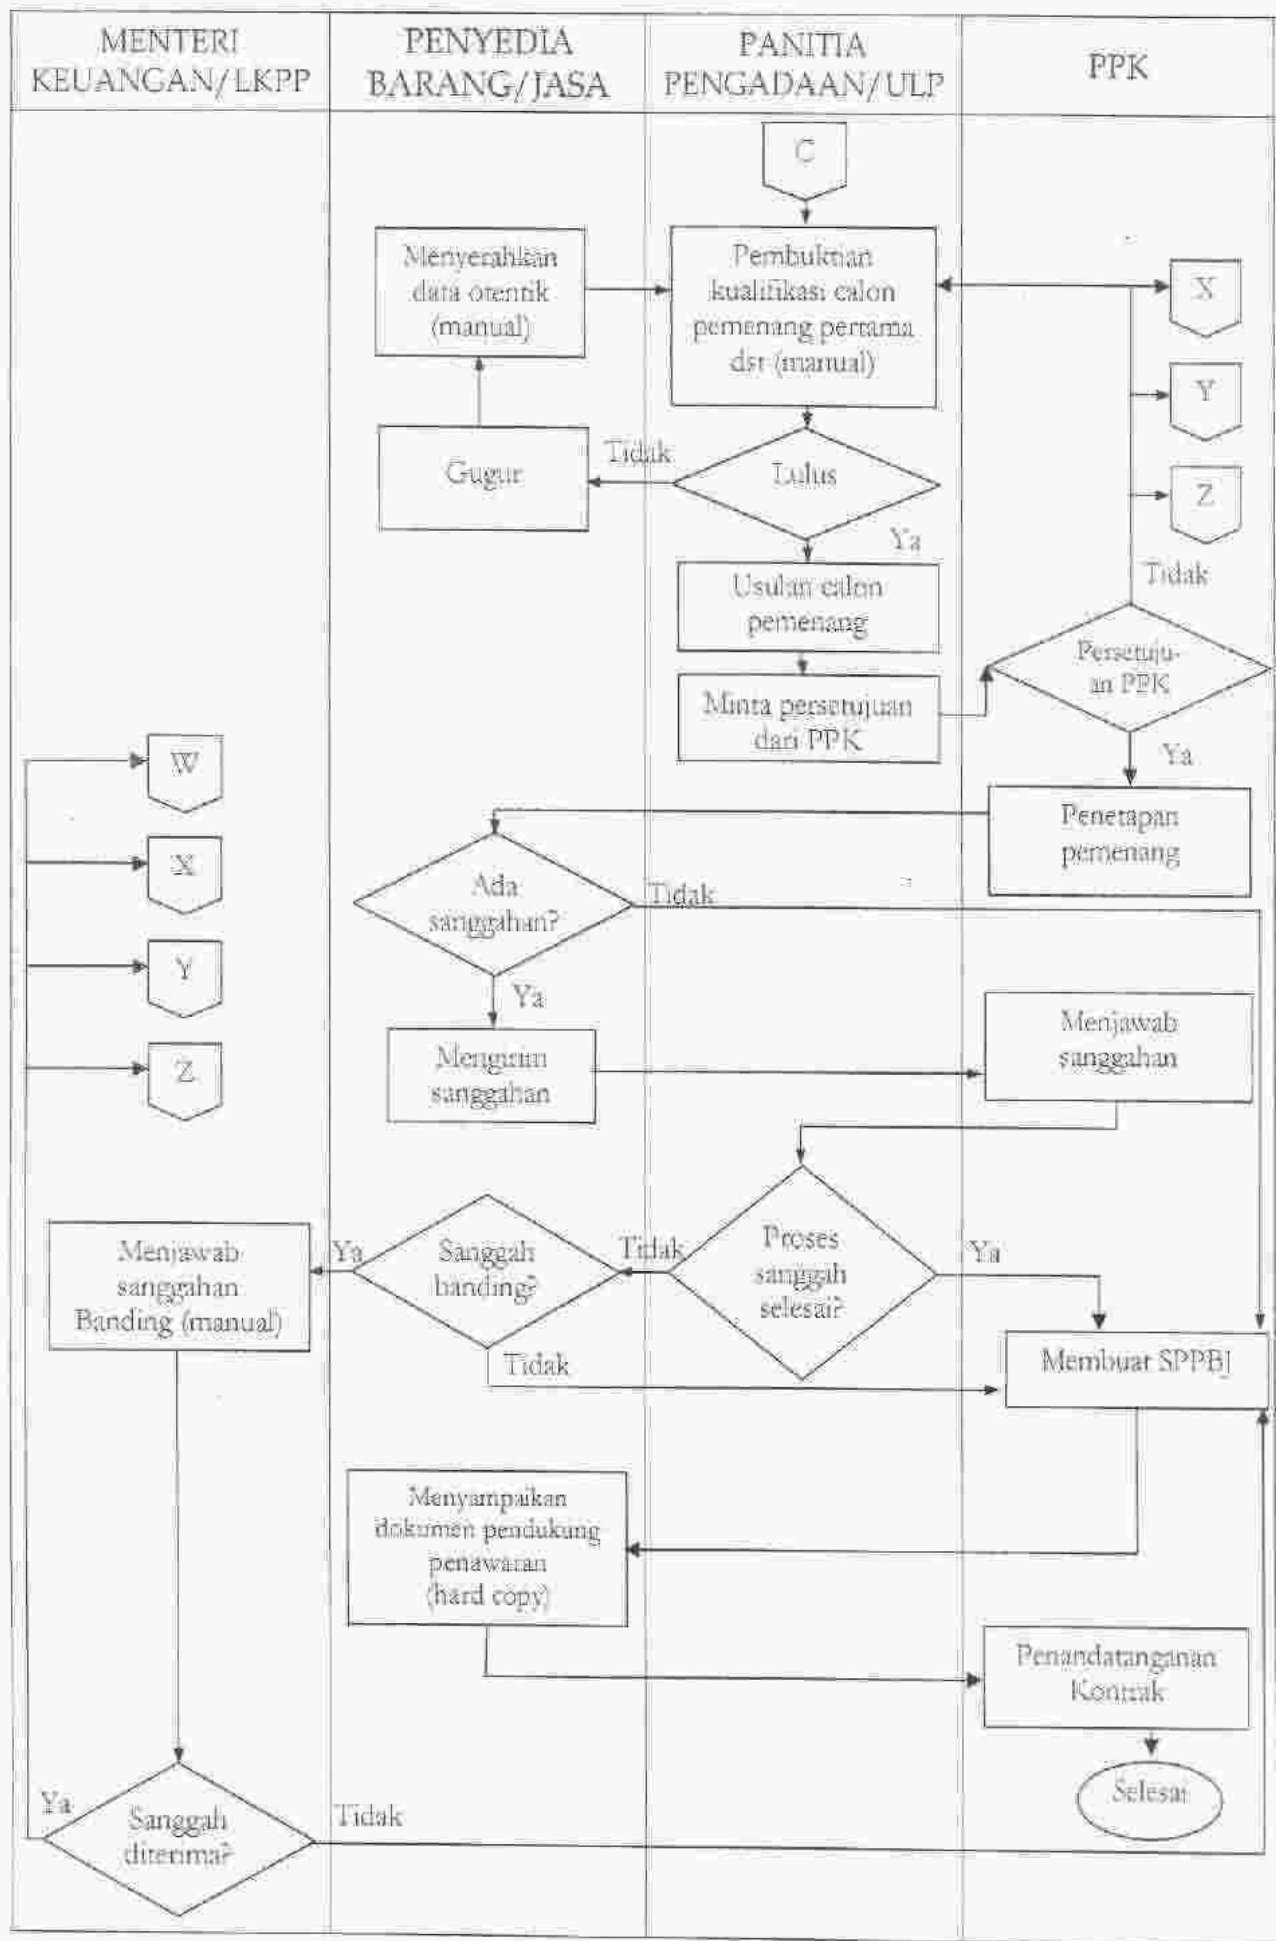 MENTERI
KEUANGAN/LKPP
PENYEDIA
BARANG/JASA
PANITIA
PENGADAAN/ULP
PPK
C
Menyerahkan
data otentik
(manual)
Pembuktian
kualifikasi calon
pemenang pertama
dst (manual)
X
Y
Z
Gugur
Tidak
Lulus
Ya
Tidak
Usulan calon
pemenang
Persetuju-
an PPK
Minta persetujuan
dari PPK
Ya
W
X
Y
Z
Penetapan
pemenang
Ada
sanggahan?
Tidak
Ya
Mengirim
sanggahan
Menjawab
sanggahan
Menjawab
sanggahan
Banding (manual)
Ya
Sanggah
banding?
Tidak
Proses
sanggah
selesai?
Ya
Tidak
Membuat SPPBJ
Menyampaikan
dokumen pendukung
penawaran
(hard copy)
Penandatanganan
Kontrak
Selesai
Ya
Sanggah
diterima?
Tidak